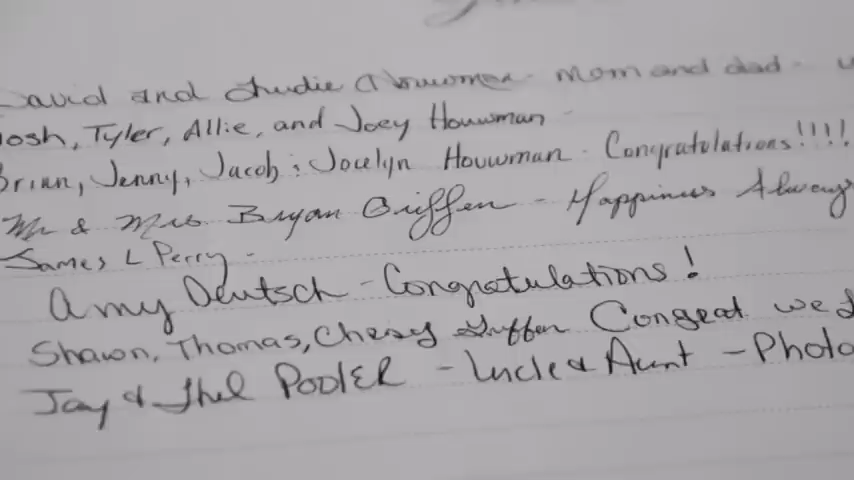 David and Judie Houwman - mom and dad -
Josh, Tyler, Allie, and Joey Houwman
Brian, Jenny, Jacob & Jocelyn Houwman - Congratulations!!!!
Mr & Mrs Bryan Griffen - Happiness Always
James L Perry -
Amy Deutsch - Congratulations!
Shawn, Thomas, Griffen Congrat we
Jay & POOLER - Uncle & Aunt - Photo